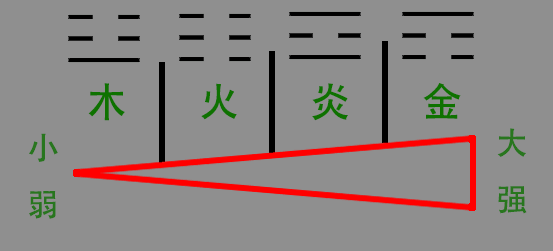 木 火 炎 金
小 大
弱 强